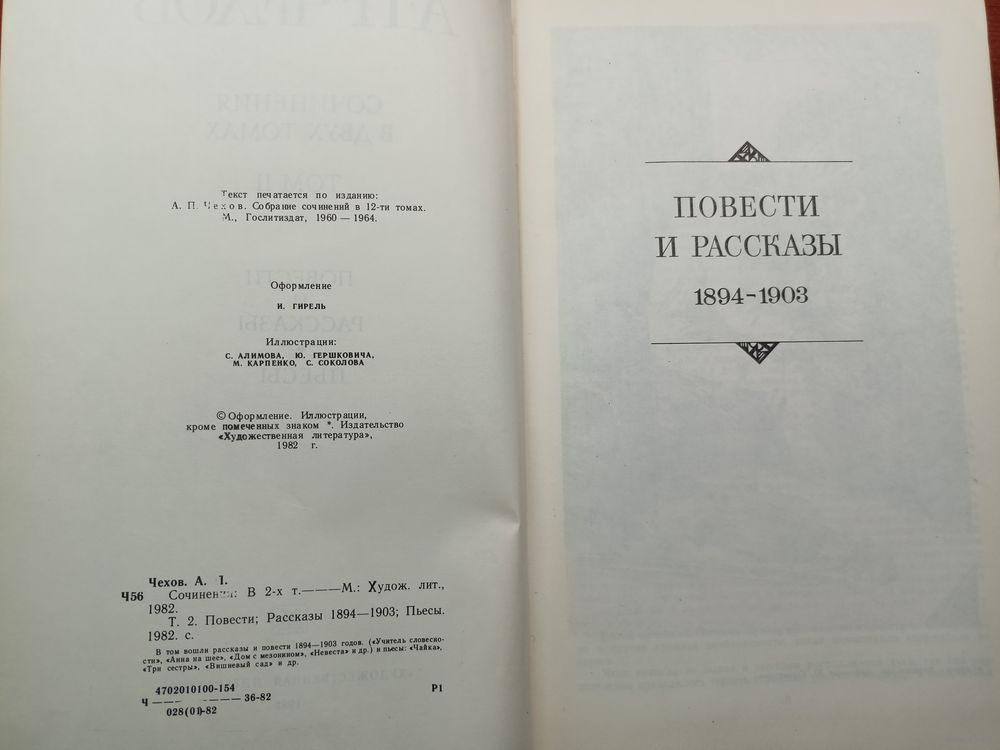 Текст печатается по изданию:
А. П. Чехов. Собрание сочинений в 12-ти томах.
М., Гослитиздат, 1960 — 1964.
Оформление
И. ГИРЕЛЬ
Иллюстрации:
С. АЛИМОВА, Ю. ГЕРШКОВИЧА,
М. КАРПЕНКО, С. СОКОЛОВА
© Оформление. Иллюстрации,
кроме помеченных знаком *. Издательство
«Художественная литература»,
1982 г.
Чехов. А. П.
Ч56 Сочинения: В 2-х т.———М.: Худож. лит.,
1982.
Т. 2. Повести; Рассказы 1894—1903; Пьесы.
1982. с.
В том вошли рассказы и повести 1894—1903 годов. («Учитель словесно-
сти», «Анна на шее», «Дом с мезонином», «Невеста» и др.) и пьесы: «Чайка»,
«Три сестры», «Вишневый сад» и др.
4702010100-154
Ч ——— ——— 36-82 Р1
028(01)-82
ПОВЕСТИ
И РАССКАЗЫ
1894-1903